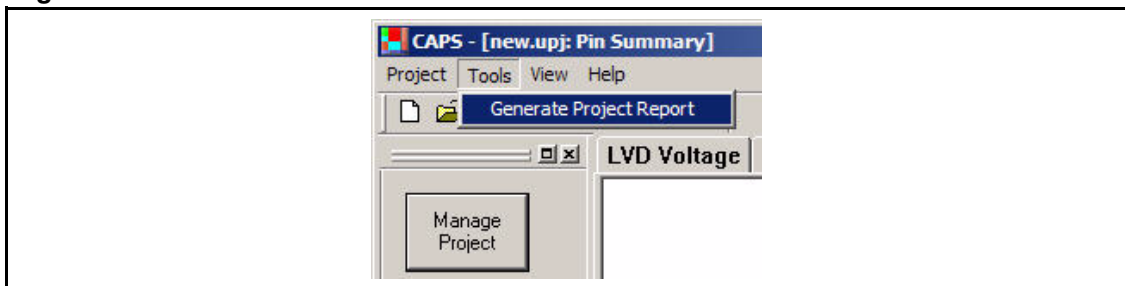 CAPS - [new.upj: Pin Summary]
Project Tools View Help
Generate Project Report
LVD Voltage
Manage
Project